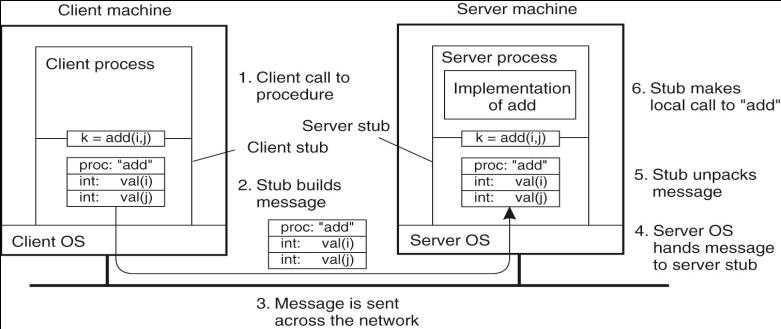 Client machine
Server machine
Client process
1. Client call to
procedure
Server process
Implementation
of add
6. Stub makes
local call to "add"
Server stub
k = add(i,j)
k = add(i,j)
Client stub
proc: "add"
int: val(i)
int: val(j)
2. Stub builds
message
proc: "add"
int: val(i)
int: val(j)
proc: "add"
int: val(i)
int: val(j)
5. Stub unpacks
message
Client OS
Server OS
4. Server OS
hands message
to server stub
3. Message is sent
across the network